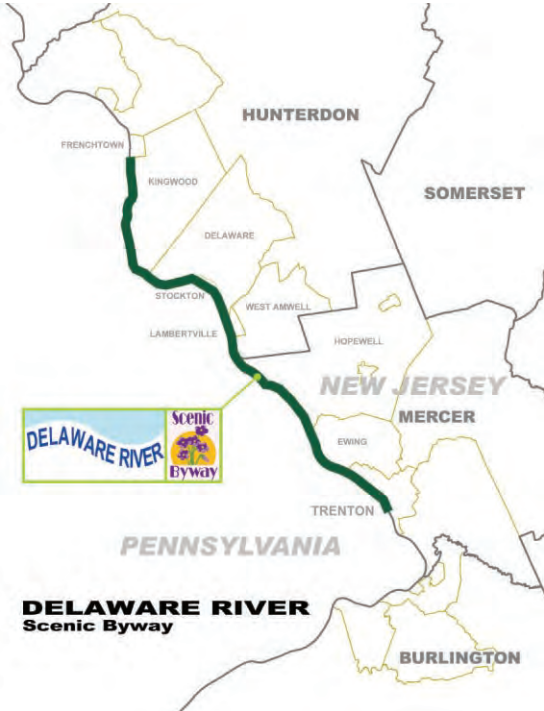 HUNTERDON
FRENCHTOWN
KINGWOOD
SOMERSET
DELAWARE
STOCKTON
WEST AMWELL
LAMBERTVILLE
HOPEWELL
NEW JERSEY
MERCER
DELAWARE RIVER
Scenic
Byway
EWING
TRENTON
PENNSYLVANIA
DELAWARE RIVER
Scenic Byway
BURLINGTON